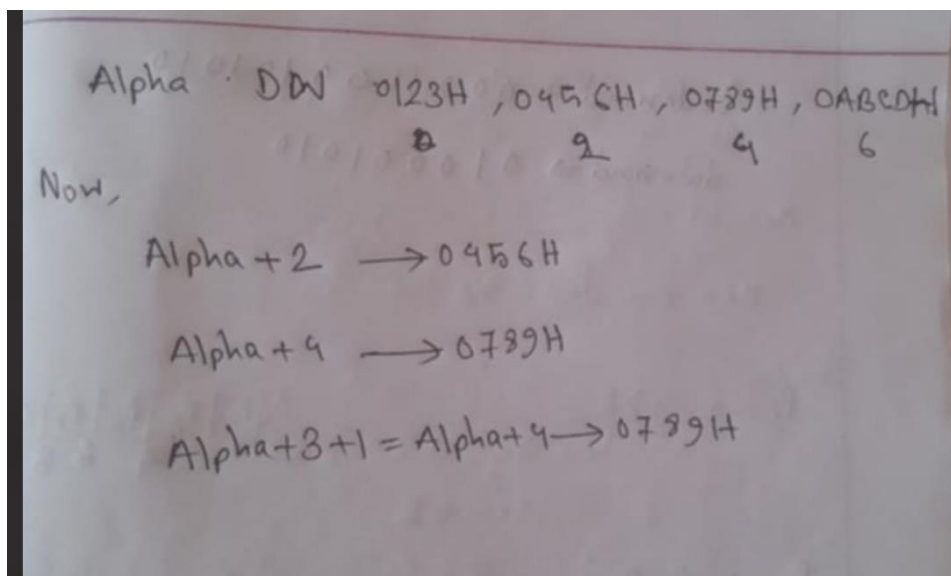 Alpha · DW 0123H, 0456H, 0789H, 0ABCDH
0 2 4 6
Now,
Alpha + 2 → 0456H
Alpha + 4 → 0789H
Alpha+3+1 = Alpha+4 → 0789H